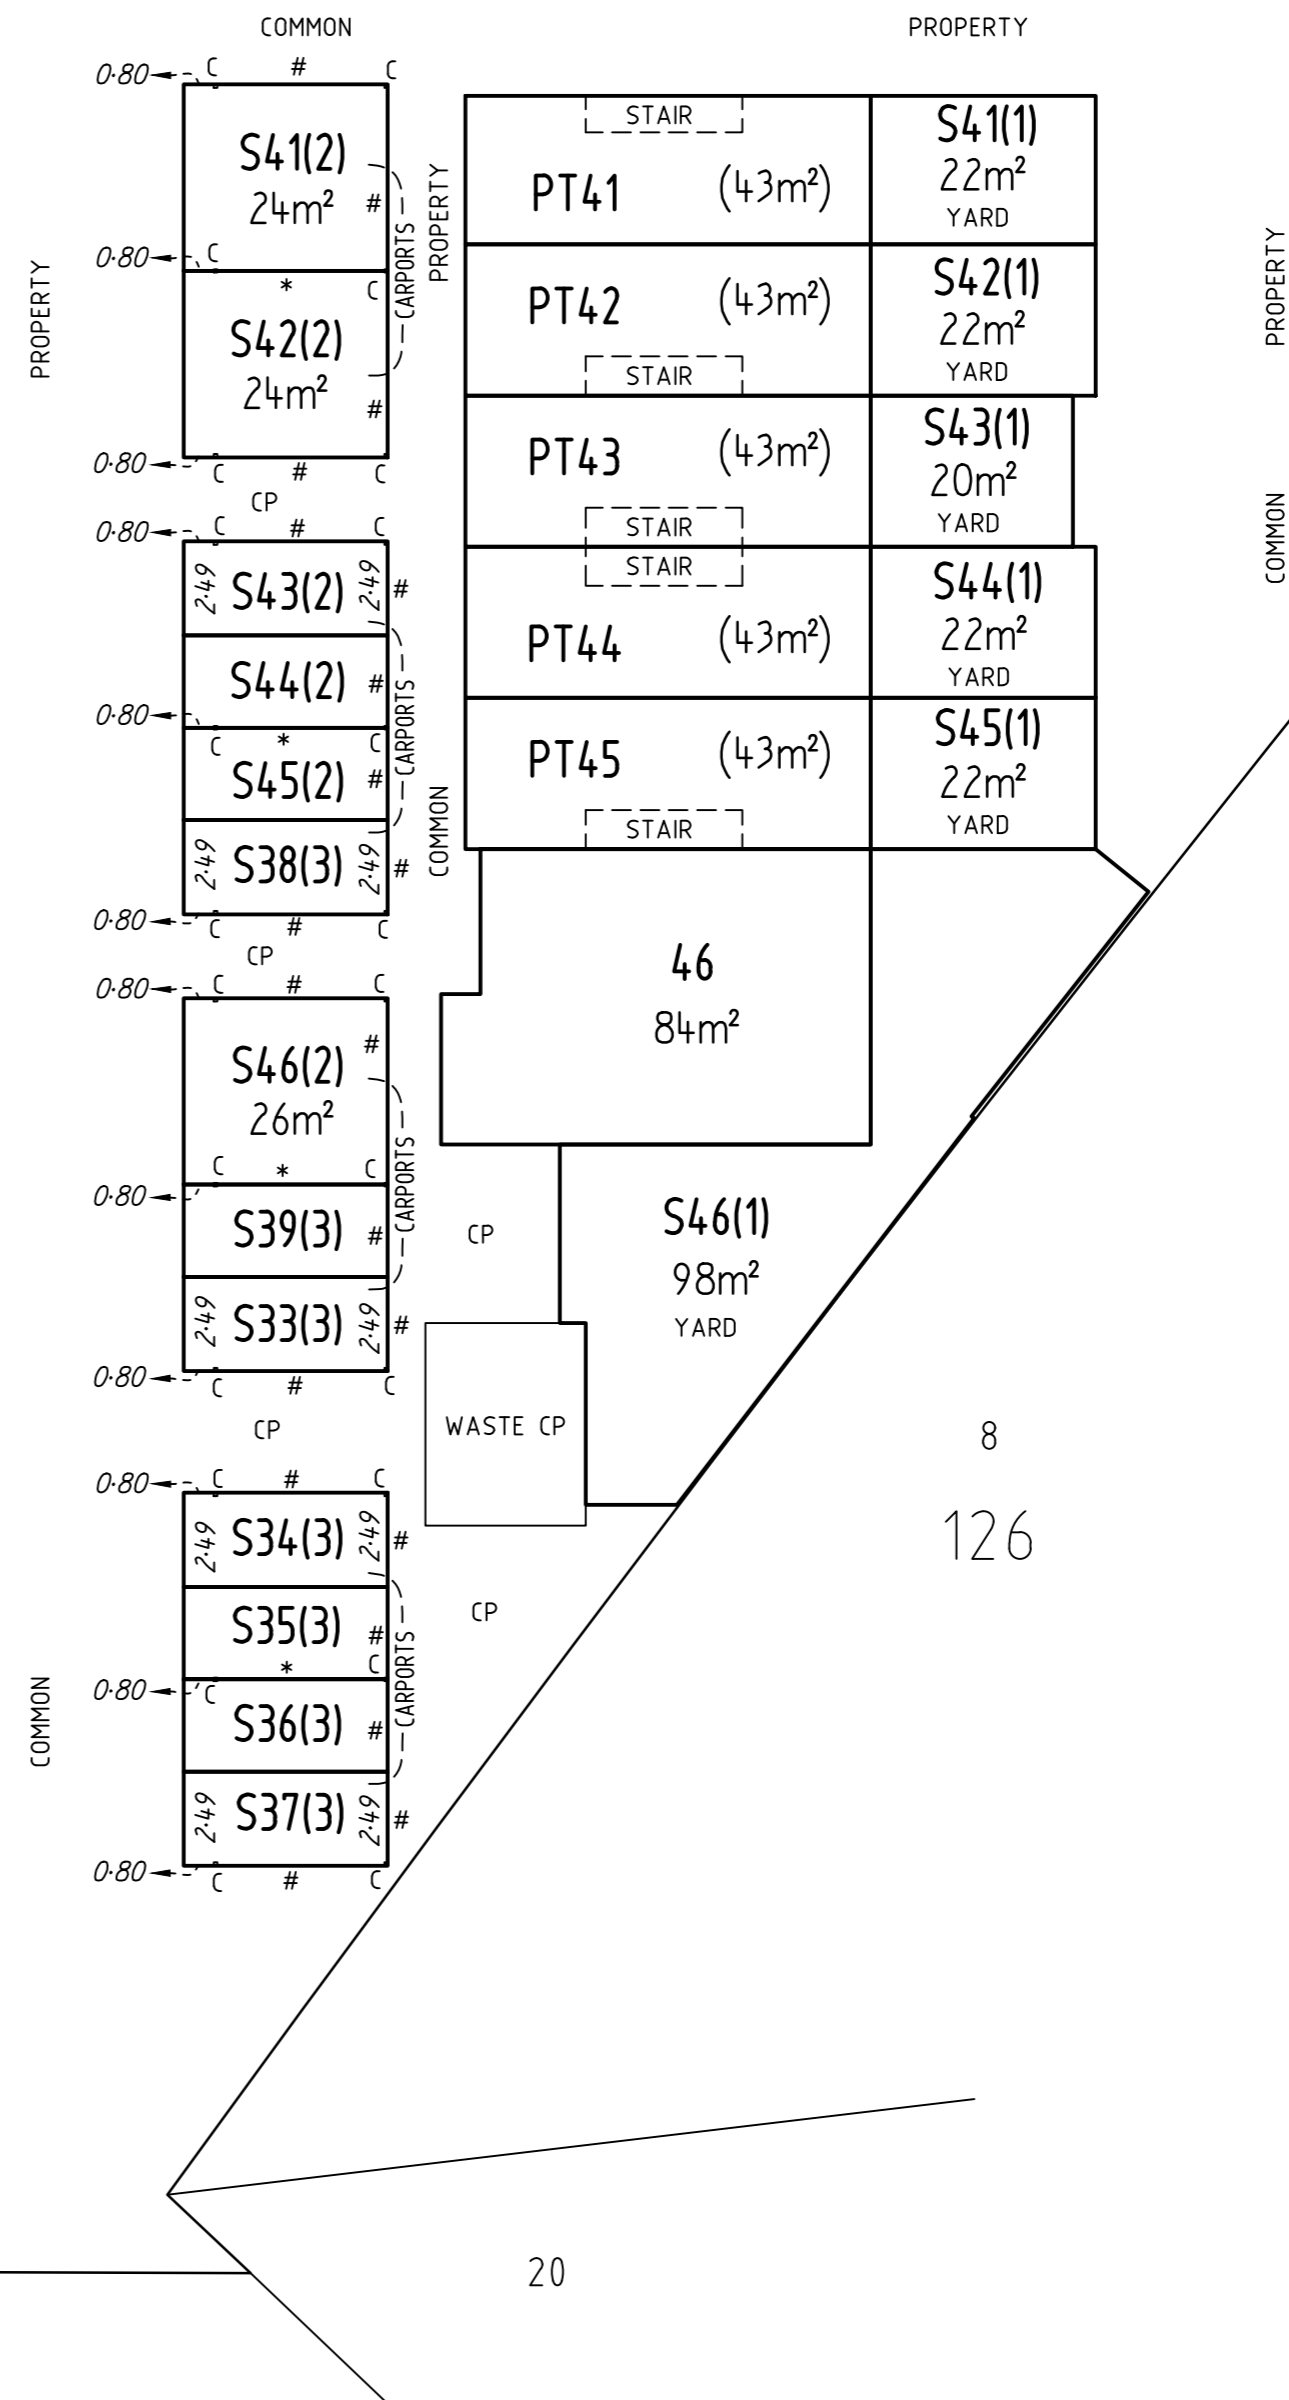 COMMON
PROPERTY
0·80
C
#
C
S41(2)
24m²
#
0·80
C
*
C
S42(2)
24m²
#
CARPORTS
0·80
C
#
C
CP
PROPERTY
PROPERTY
STAIR
PT41 (43m²)
S41(1)
22m²
YARD
PT42 (43m²)
STAIR
S42(1)
22m²
YARD
PT43 (43m²)
STAIR
S43(1)
20m²
YARD
STAIR
PT44 (43m²)
S44(1)
22m²
YARD
PT45 (43m²)
STAIR
S45(1)
22m²
YARD
PROPERTY
COMMON
0·80
C
#
C
2·49 S43(2) 2·49 #
S44(2) #
0·80
C
*
C
S45(2) #
CARPORTS
2·49 S38(3) 2·49 #
0·80
C
#
C
COMMON
CP
46
84m²
0·80
C
#
C
S46(2)
26m²
#
C
*
C
0·80
S39(3) #
CARPORTS
2·49 S33(3) 2·49 #
0·80
C
#
C
CP
CP
S46(1)
98m²
YARD
WASTE CP
8
126
0·80
C
#
C
2·49 S34(3) 2·49 #
S35(3) #
*
C
0·80
C
S36(3) #
CARPORTS
2·49 S37(3) 2·49 #
0·80
C
#
C
CP
COMMON
20